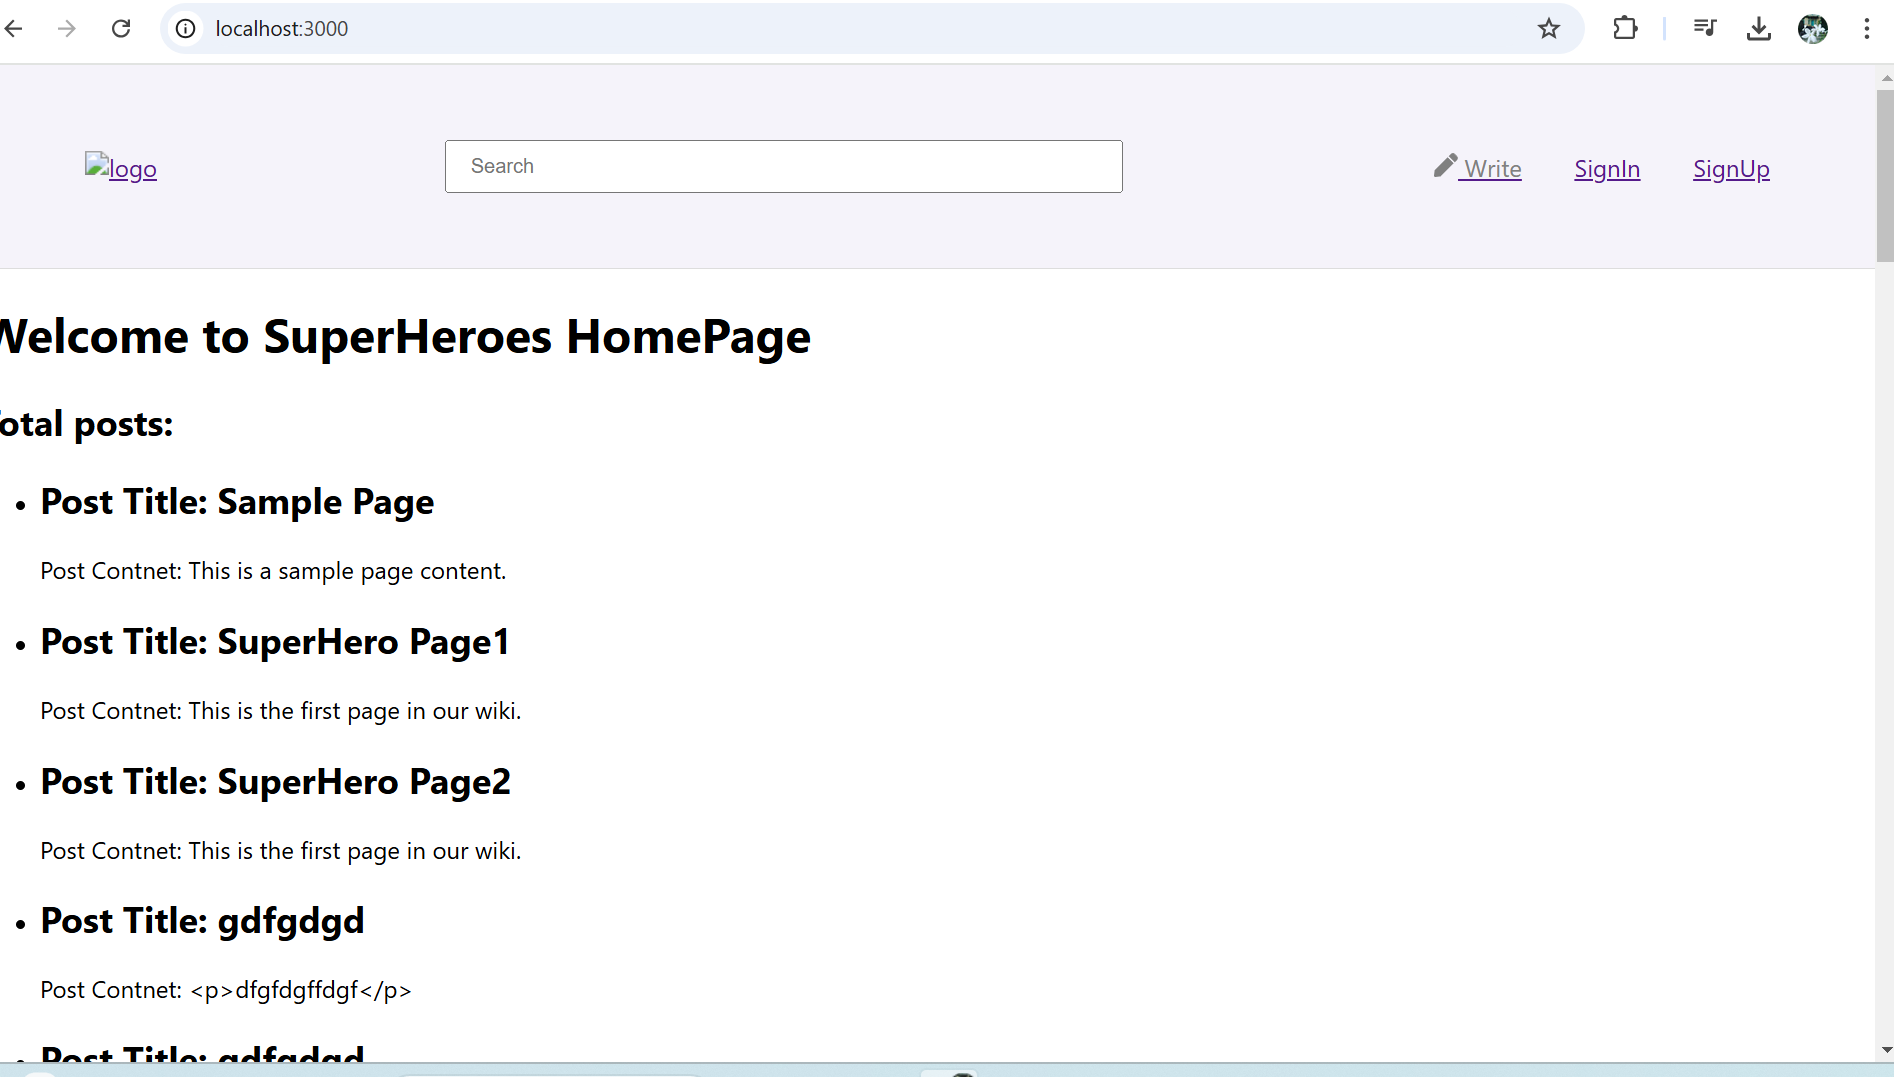 localhost:3000
logo
Search
Write
SignIn
SignUp
Welcome to SuperHeroes HomePage
Total posts:
• Post Title: Sample Page
Post Contnet: This is a sample page content.
• Post Title: SuperHero Page1
Post Contnet: This is the first page in our wiki.
• Post Title: SuperHero Page2
Post Contnet: This is the first page in our wiki.
• Post Title: gdfgdgd
Post Contnet: <p>dfgfdgffdgf</p>
• Post Title: gdfgdgd